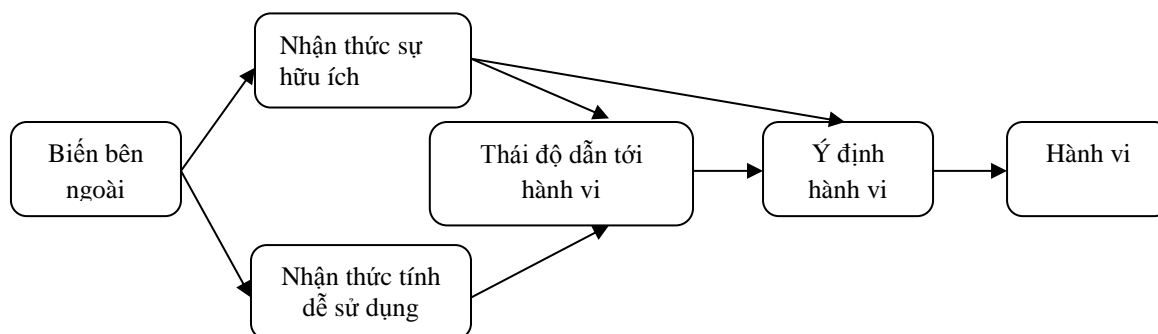 Nhận thức sự
hữu ích
Biến bên
ngoài
Thái độ dẫn tới
hành vi
Ý định
hành vi
Hành vi
Nhận thức tính
dễ sử dụng